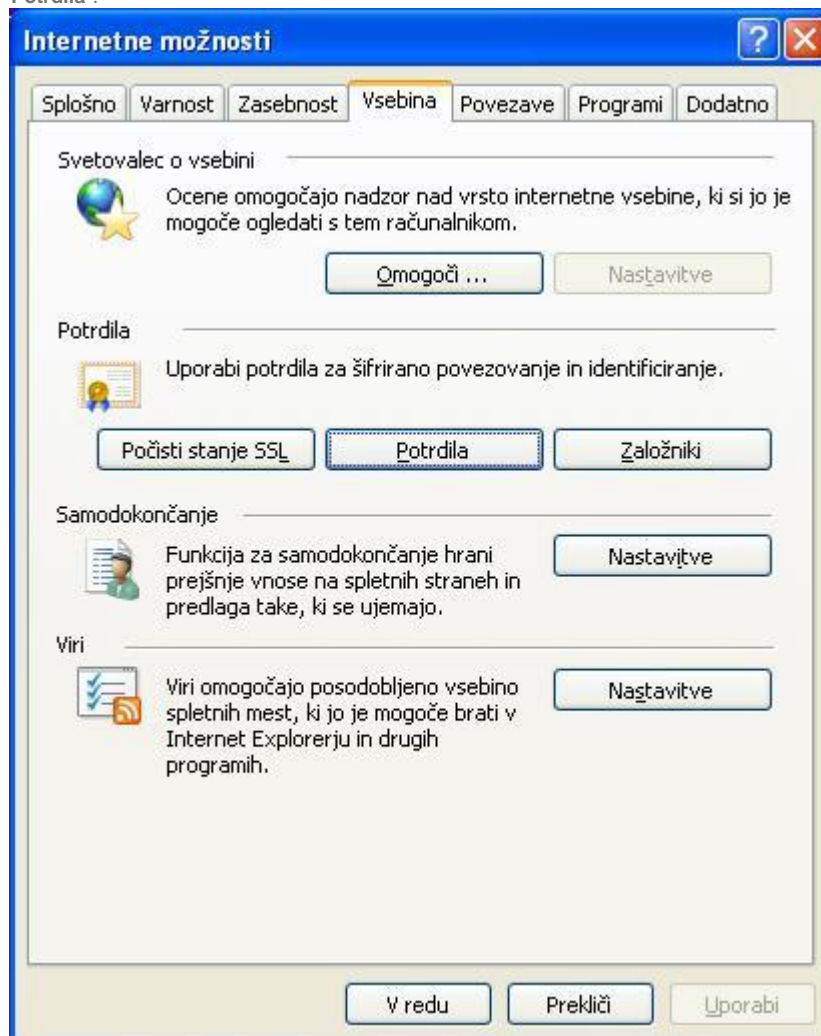 Potrdila".
Internetne možnosti
Splošno Varnost Zasebnost Vsebina Povezave Programi Dodatno
Svetovalec o vsebini
Ocene omogočajo nadzor nad vrsto internetne vsebine, ki si jo je
mogoče ogledati s tem računalnikom.
Omogoči ... Nastavitve
Potrdila
Uporabi potrdila za šifrirano povezovanje in identificiranje.
Počisti stanje SSL Potrdila Založniki
Samodokončanje
Funkcija za samodokončanje hrani
prejšnje vnose na spletnih straneh in
predlaga take, ki se ujemajo.
Nastavitve
Viri
Viri omogočajo posodobljeno vsebino
spletnih mest, ki jo je mogoče brati v
Internet Explorerju in drugih
programih.
Nastavitve
V redu Prekliči Uporabi